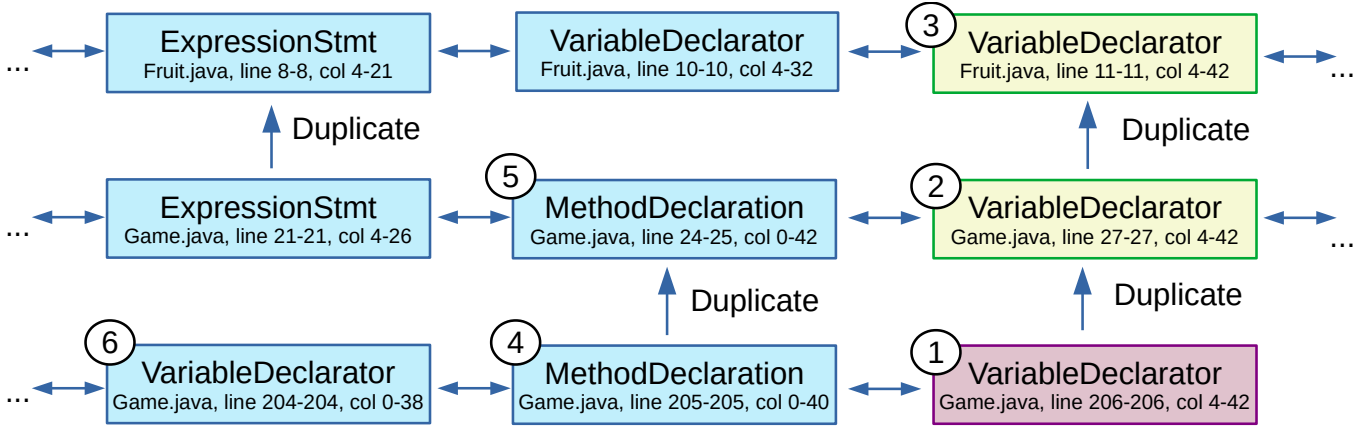 3
ExpressionStmt
Fruit.java, line 8-8, col 4-21
VariableDeclarator
Fruit.java, line 10-10, col 4-32
VariableDeclarator
Fruit.java, line 11-11, col 4-42
...
...
Duplicate
Duplicate
5
2
ExpressionStmt
Game.java, line 21-21, col 4-26
MethodDeclaration
Game.java, line 24-25, col 0-42
VariableDeclarator
Game.java, line 27-27, col 4-42
...
...
Duplicate
Duplicate
6
4
1
VariableDeclarator
Game.java, line 204-204, col 0-38
MethodDeclaration
Game.java, line 205-205, col 0-40
VariableDeclarator
Game.java, line 206-206, col 4-42
...